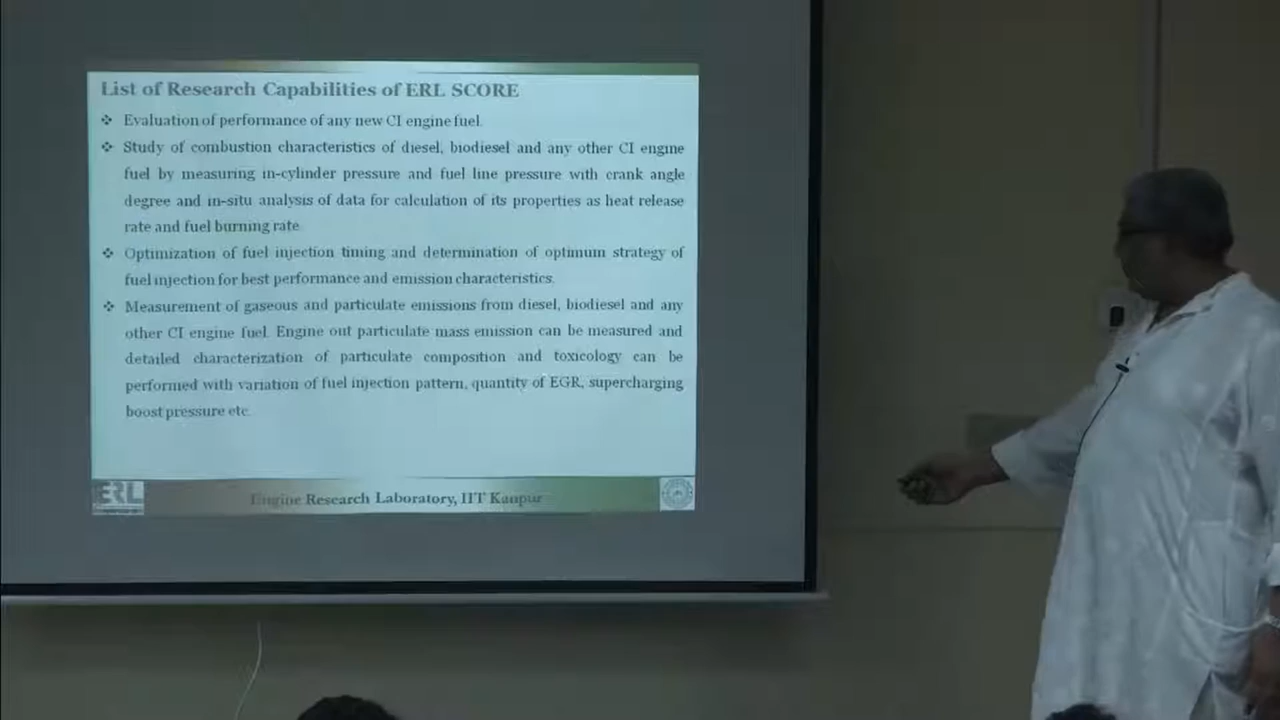 List of Research Capabilities of ERL SCORE
❖ Evaluation of performance of any new CI engine fuel.
❖ Study of combustion characteristics of diesel, biodiesel and any other CI engine
fuel by measuring in-cylinder pressure and fuel line pressure with crank angle
degree and in-situ analysis of data for calculation of its properties as heat release
rate and fuel burning rate
❖ Optimization of fuel injection timing and determination of optimum strategy of
fuel injection for best performance and emission characteristics.
❖ Measurement of gaseous and particulate emissions from diesel, biodiesel and any
other CI engine fuel. Engine out particulate mass emission can be measured and
detailed characterization of particulate composition and toxicology can be
performed with variation of fuel injection pattern, quantity of EGR, supercharging
boost pressure etc.
ERL
Engine Research Laboratory, IIT Kanpur